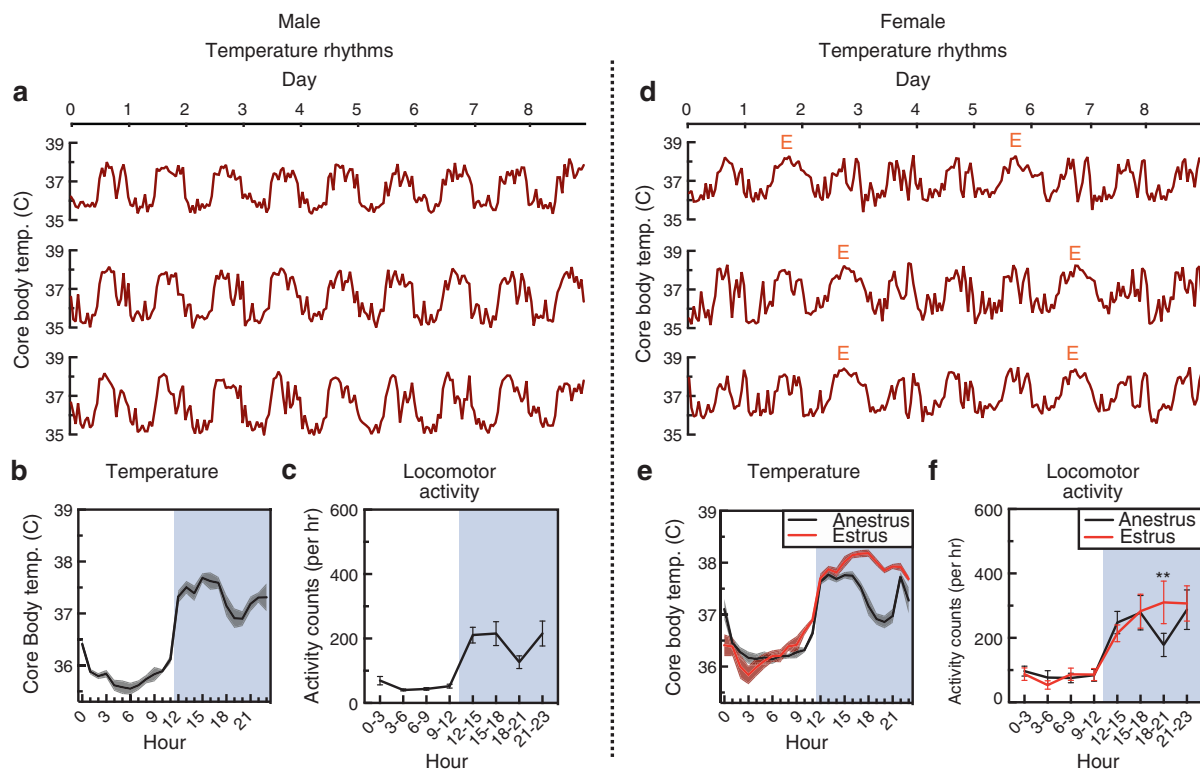 Male
Temperature rhythms
Day
a
0 1 2 3 4 5 6 7 8
39
37
35
39
37
35
39
37
35
Core body temp. (C)
b Temperature
39
38
37
36
Core Body temp. (C)
0 3 6 9 12 15 18 21
Hour
c Locomotor
activity
600
400
200
0
Activity counts (per hr)
0-3 3-6 6-9 9-12 12-15 15-18 18-21 21-23
Hour
Female
Temperature rhythms
Day
d
0 1 2 3 4 5 6 7 8
E E
39
37
35
E E
39
37
35
E E
39
37
35
Core body temp. (C)
e Temperature
39
38
37
36
Core body temp. (C)
Anestrus
Estrus
0 3 6 9 12 15 18 21
Hour
f Locomotor
activity
600
400
200
0
Activity counts (per hr)
Anestrus
Estrus
**
0-3 3-6 6-9 9-12 12-15 15-18 18-21 21-23
Hour